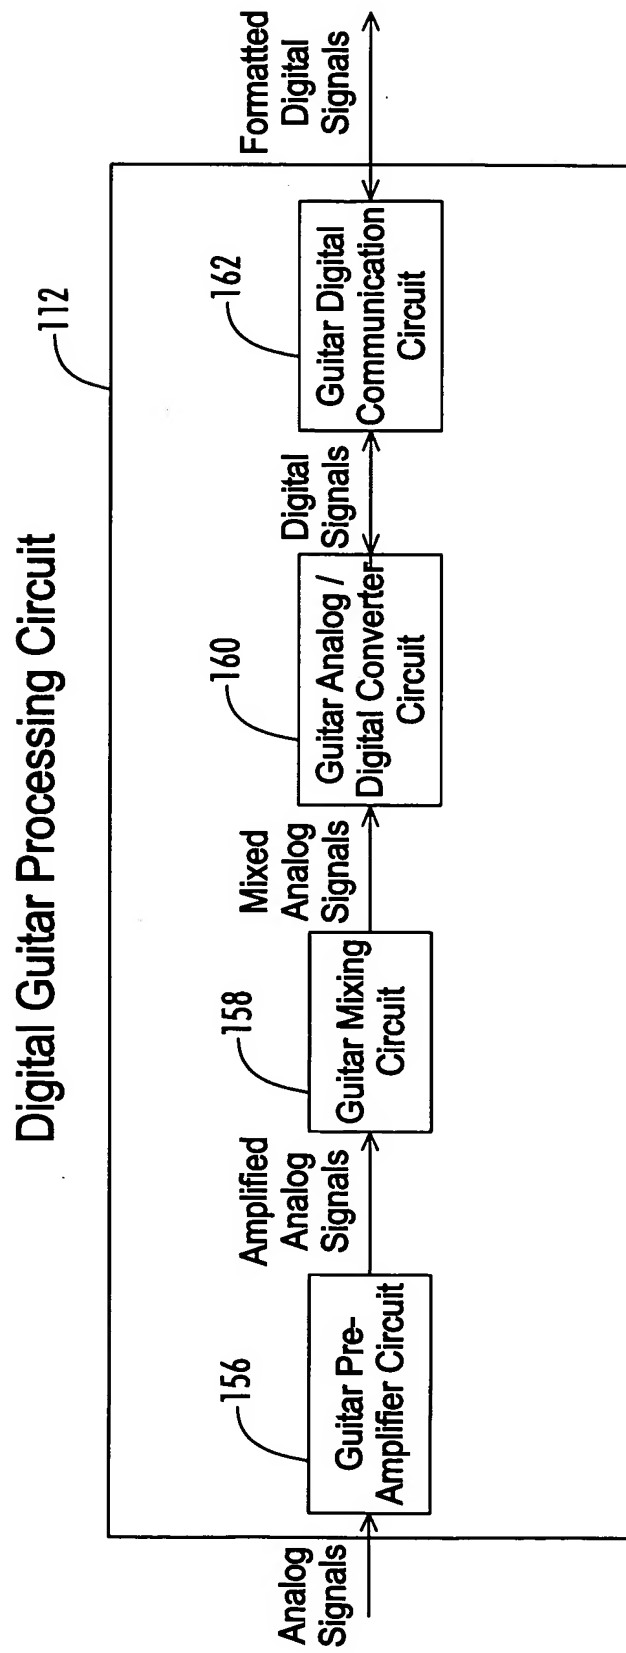 Digital Guitar Processing Circuit
112
Analog
Signals
156
Guitar Pre-
Amplifier Circuit
Amplified
Analog
Signals
158
Guitar Mixing
Circuit
Mixed
Analog
Signals
160
Guitar Analog /
Digital Converter
Circuit
Digital
Signals
162
Guitar Digital
Communication
Circuit
Formatted
Digital
Signals